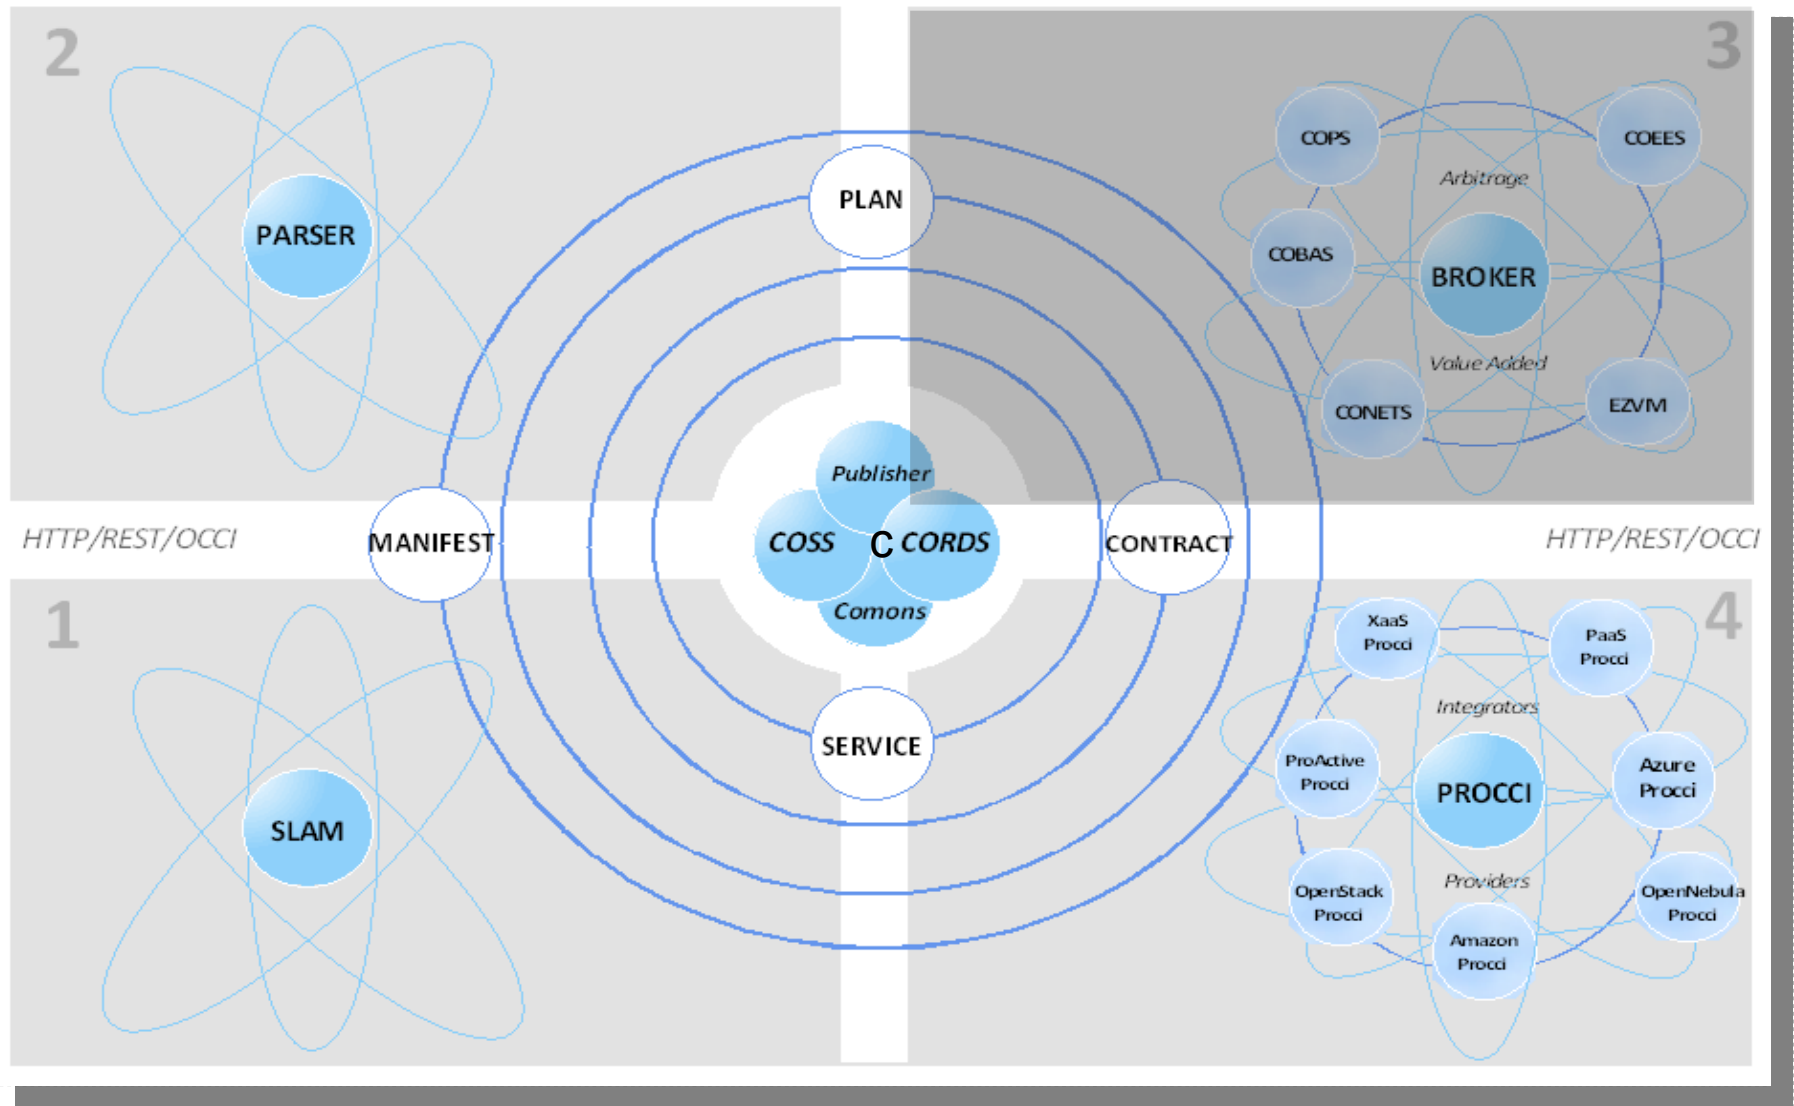 2
PARSER
3
COPS
COEES
Arbitrage
COBAS
BROKER
Value Added
CONETS
EZVM
PLAN
HTTP/REST/OCCI
MANIFEST
Publisher
COSS
C
CORDS
Comons
CONTRACT
HTTP/REST/OCCI
SERVICE
1
SLAM
4
XaaS
Procci
PaaS
Procci
Integrators
ProActive
Procci
PROCCI
Azure
Procci
Providers
OpenStack
Procci
OpenNebula
Procci
Amazon
Procci